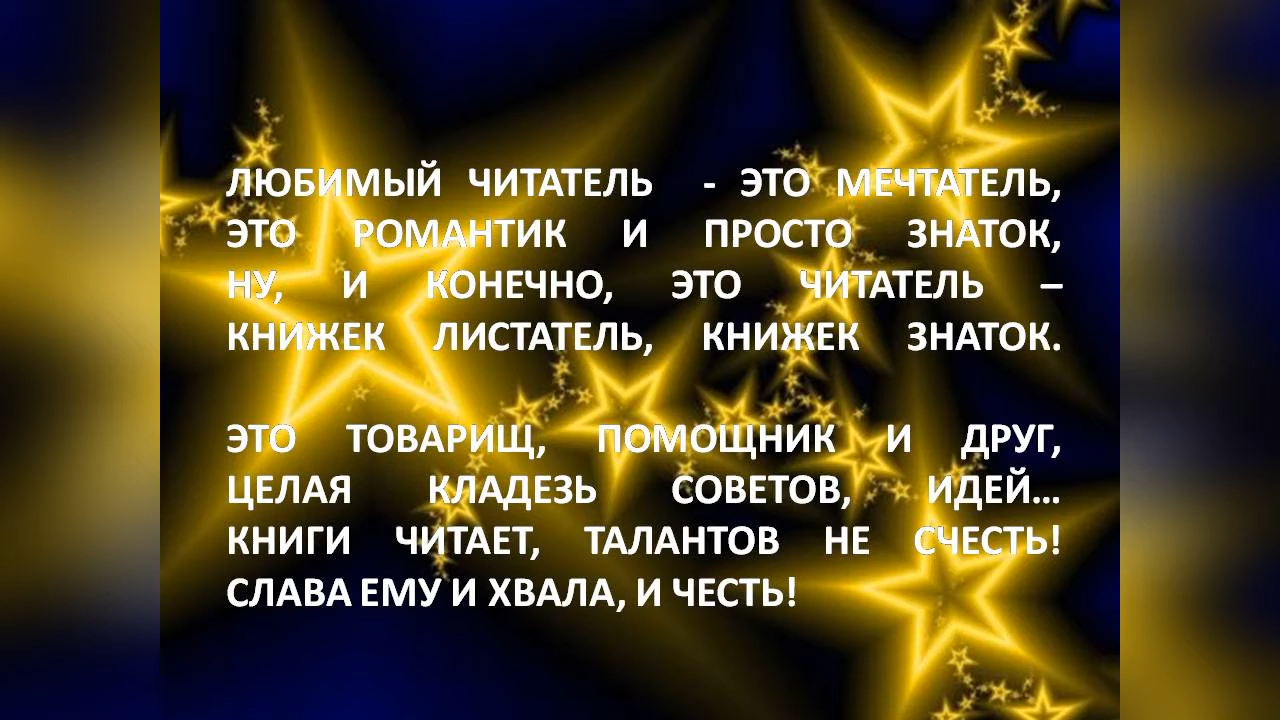 ЛЮБИМЫЙ ЧИТАТЕЛЬ - ЭТО МЕЧТАТЕЛЬ,
ЭТО РОМАНТИК И ПРОСТО ЗНАТОК,
НУ, И КОНЕЧНО, ЭТО ЧИТАТЕЛЬ –
КНИЖЕК ЛИСТАТЕЛЬ, КНИЖЕК ЗНАТОК.
ЭТО ТОВАРИЩ, ПОМОЩНИК И ДРУГ,
ЦЕЛАЯ КЛАДЕЗЬ СОВЕТОВ, ИДЕЙ…
КНИГИ ЧИТАЕТ, ТАЛАНТОВ НЕ СЧЕСТЬ!
СЛАВА ЕМУ И ХВАЛА, И ЧЕСТЬ!